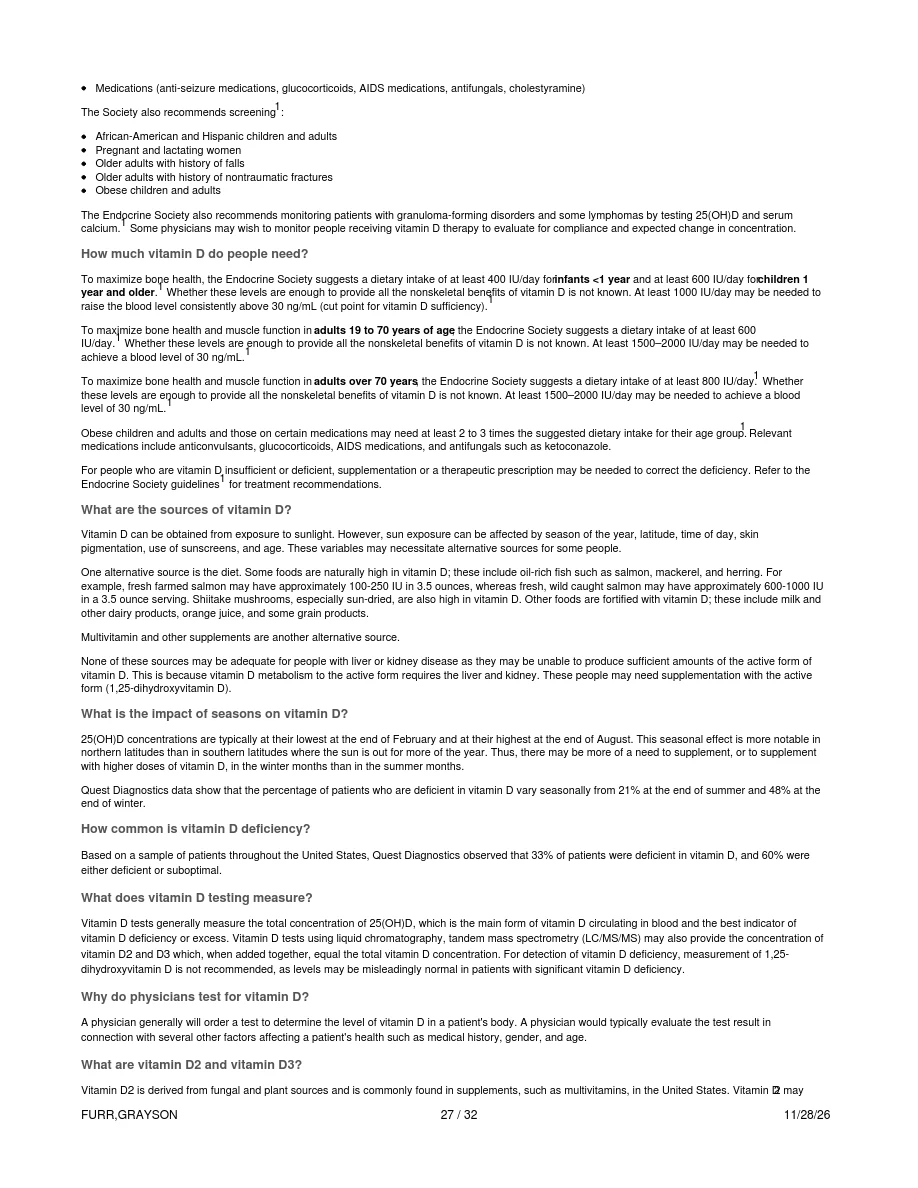 • Medications (anti-seizure medications, glucocorticoids, AIDS medications, antifungals, cholestyramine)
The Society also recommends screening1:
• African-American and Hispanic children and adults
• Pregnant and lactating women
• Older adults with history of falls
• Older adults with history of nontraumatic fractures
• Obese children and adults
The Endocrine Society also recommends monitoring patients with granuloma-forming disorders and some lymphomas by testing 25(OH)D and serum
calcium.1 Some physicians may wish to monitor people receiving vitamin D therapy to evaluate for compliance and expected change in concentration.
How much vitamin D do people need?
To maximize bone health, the Endocrine Society suggests a dietary intake of at least 400 IU/day for infants <1 year and at least 600 IU/day for children 1
year and older.1 Whether these levels are enough to provide all the nonskeletal benefits of vitamin D is not known. At least 1000 IU/day may be needed to
raise the blood level consistently above 30 ng/mL (cut point for vitamin D sufficiency).1
To maximize bone health and muscle function in adults 19 to 70 years of age, the Endocrine Society suggests a dietary intake of at least 600
IU/day.1 Whether these levels are enough to provide all the nonskeletal benefits of vitamin D is not known. At least 1500–2000 IU/day may be needed to
achieve a blood level of 30 ng/mL.1
To maximize bone health and muscle function in adults over 70 years, the Endocrine Society suggests a dietary intake of at least 800 IU/day.1 Whether
these levels are enough to provide all the nonskeletal benefits of vitamin D is not known. At least 1500–2000 IU/day may be needed to achieve a blood
level of 30 ng/mL.1
Obese children and adults and those on certain medications may need at least 2 to 3 times the suggested dietary intake for their age group.1 Relevant
medications include anticonvulsants, glucocorticoids, AIDS medications, and antifungals such as ketoconazole.
For people who are vitamin D insufficient or deficient, supplementation or a therapeutic prescription may be needed to correct the deficiency. Refer to the
Endocrine Society guidelines1 for treatment recommendations.
What are the sources of vitamin D?
Vitamin D can be obtained from exposure to sunlight. However, sun exposure can be affected by season of the year, latitude, time of day, skin
pigmentation, use of sunscreens, and age. These variables may necessitate alternative sources for some people.
One alternative source is the diet. Some foods are naturally high in vitamin D; these include oil-rich fish such as salmon, mackerel, and herring. For
example, fresh farmed salmon may have approximately 100-250 IU in 3.5 ounces, whereas fresh, wild caught salmon may have approximately 600-1000 IU
in a 3.5 ounce serving. Shiitake mushrooms, especially sun-dried, are also high in vitamin D. Other foods are fortified with vitamin D; these include milk and
other dairy products, orange juice, and some grain products.
Multivitamin and other supplements are another alternative source.
None of these sources may be adequate for people with liver or kidney disease as they may be unable to produce sufficient amounts of the active form of
vitamin D. This is because vitamin D metabolism to the active form requires the liver and kidney. These people may need supplementation with the active
form (1,25-dihydroxyvitamin D).
What is the impact of seasons on vitamin D?
25(OH)D concentrations are typically at their lowest at the end of February and at their highest at the end of August. This seasonal effect is more notable in
northern latitudes than in southern latitudes where the sun is out for more of the year. Thus, there may be more of a need to supplement, or to supplement
with higher doses of vitamin D, in the winter months than in the summer months.
Quest Diagnostics data show that the percentage of patients who are deficient in vitamin D vary seasonally from 21% at the end of summer and 48% at the
end of winter.
How common is vitamin D deficiency?
Based on a sample of patients throughout the United States, Quest Diagnostics observed that 33% of patients were deficient in vitamin D, and 60% were
either deficient or suboptimal.
What does vitamin D testing measure?
Vitamin D tests generally measure the total concentration of 25(OH)D, which is the main form of vitamin D circulating in blood and the best indicator of
vitamin D deficiency or excess. Vitamin D tests using liquid chromatography, tandem mass spectrometry (LC/MS/MS) may also provide the concentration of
vitamin D2 and D3 which, when added together, equal the total vitamin D concentration. For detection of vitamin D deficiency, measurement of 1,25-
dihydroxyvitamin D is not recommended, as levels may be misleadingly normal in patients with significant vitamin D deficiency.
Why do physicians test for vitamin D?
A physician generally will order a test to determine the level of vitamin D in a patient's body. A physician would typically evaluate the test result in
connection with several other factors affecting a patient's health such as medical history, gender, and age.
What are vitamin D2 and vitamin D3?
Vitamin D2 is derived from fungal and plant sources and is commonly found in supplements, such as multivitamins, in the United States. Vitamin D2 may
FURR,GRAYSON 27 / 32 11/28/26